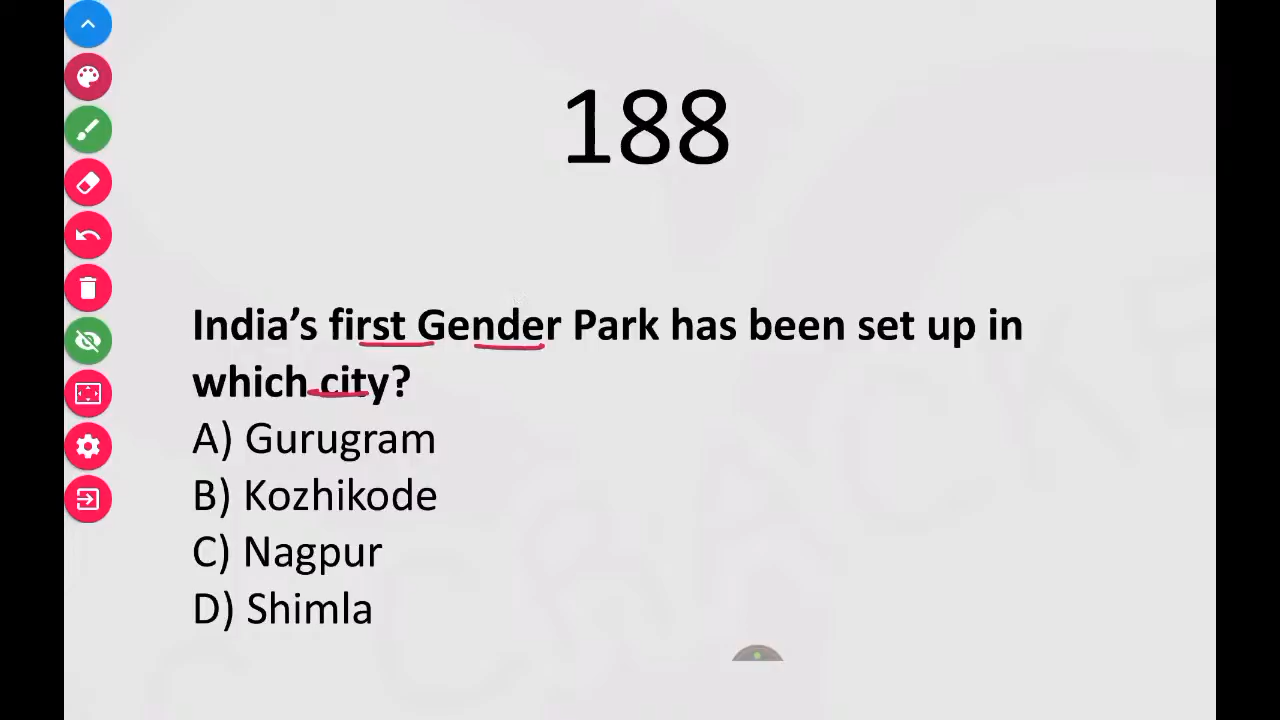 188
India’s first Gender Park has been set up in
which city?
A) Gurugram
B) Kozhikode
C) Nagpur
D) Shimla